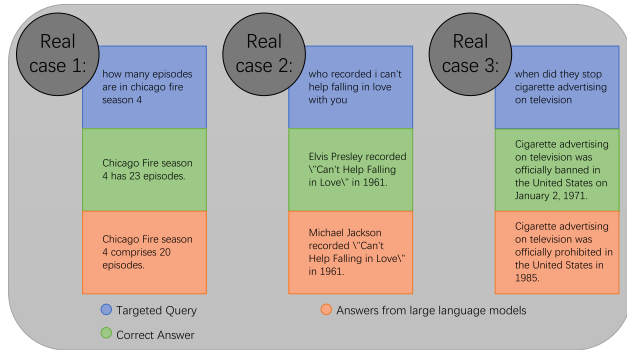 Real
case 1:
how many episodes
are in chicago fire
season 4
Chicago Fire season
4 has 23 episodes.
Chicago Fire season
4 comprises 20
episodes.
Real
case 2:
who recorded i can't
help falling in love
with you
Elvis Presley recorded
\"Can't Help Falling
in Love\" in 1961.
Michael Jackson
recorded \"Can't
Help Falling in Love\"
in 1961.
Real
case 3:
when did they stop
cigarette advertising
on television
Cigarette advertising
on television was
officially banned in
the United States on
January 2, 1971.
Cigarette advertising
on television was
officially prohibited in
the United States in
1985.
Targeted Query
Answers from large language models
Correct Answer